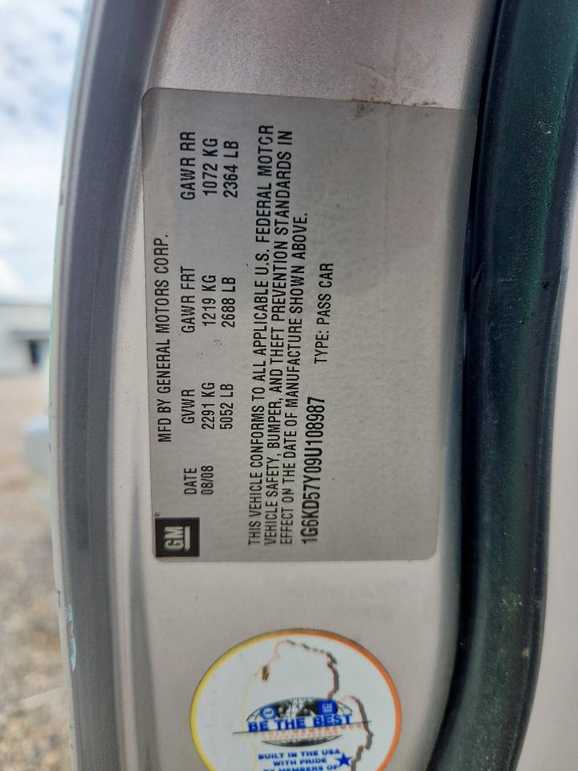 GM
MFD BY GENERAL MOTORS CORP.
DATE GVWR GAWR FRT GAWR RR
08/08 2291 KG 1219 KG 1072 KG
5052 LB 2688 LB 2364 LB
THIS VEHICLE CONFORMS TO ALL APPLICABLE U.S. FEDERAL MOTOR
VEHICLE SAFETY, BUMPER, AND THEFT PREVENTION STANDARDS IN
EFFECT ON THE DATE OF MANUFACTURE SHOWN ABOVE.
1G6KD57Y09U108987 TYPE: PASS CAR
BE THE BEST
BUILT IN THE USA
WITH PRIDE
BY MEMBERS OF